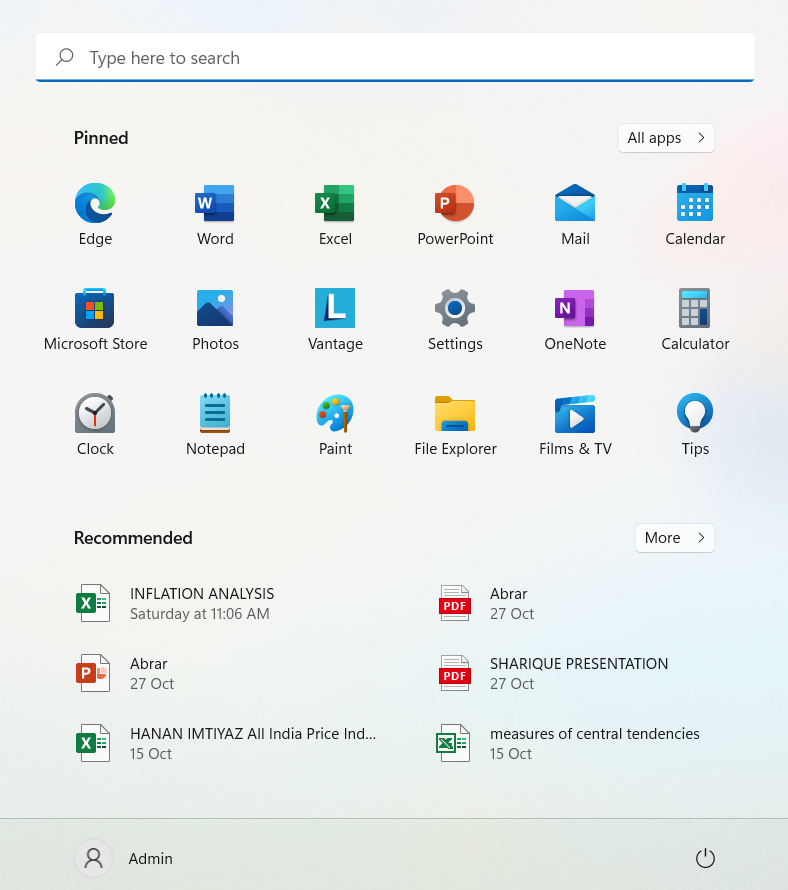 Type here to search
Pinned
All apps
Edge
Word
Excel
PowerPoint
Mail
Calendar
Microsoft Store
Photos
Vantage
Settings
OneNote
Calculator
Clock
Notepad
Paint
File Explorer
Films & TV
Tips
Recommended
More
INFLATION ANALYSIS
Saturday at 11:06 AM
PDF
Abrar
27 Oct
Abrar
27 Oct
PDF
SHARIQUE PRESENTATION
27 Oct
HANAN IMTIYAZ All India Price Ind...
15 Oct
measures of central tendencies
15 Oct
Admin